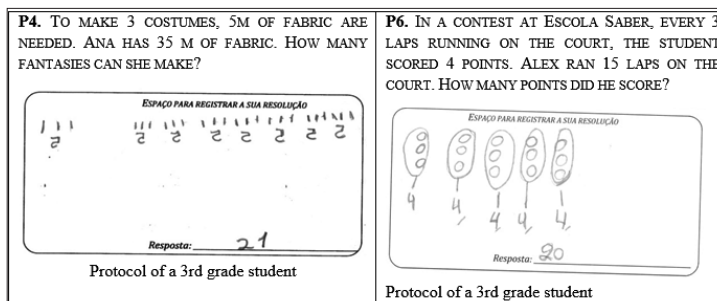 P4. TO MAKE 3 COSTUMES, 5M OF FABRIC ARE
NEEDED. ANA HAS 35 M OF FABRIC. HOW MANY
FANTASIES CAN SHE MAKE?
ESPAÇO PARA REGISTRAR A SUA RESOLUÇÃO
Resposta: 21
Protocol of a 3rd grade student
P6. IN A CONTEST AT ESCOLA SABER, EVERY 3
LAPS RUNNING ON THE COURT, THE STUDENT
SCORED 4 POINTS. ALEX RAN 15 LAPS ON THE
COURT. HOW MANY POINTS DID HE SCORE?
ESPAÇO PARA REGISTRAR A SUA RESOLUÇÃO
4 4 4 4 4
Resposta: 20
Protocol of a 3rd grade student